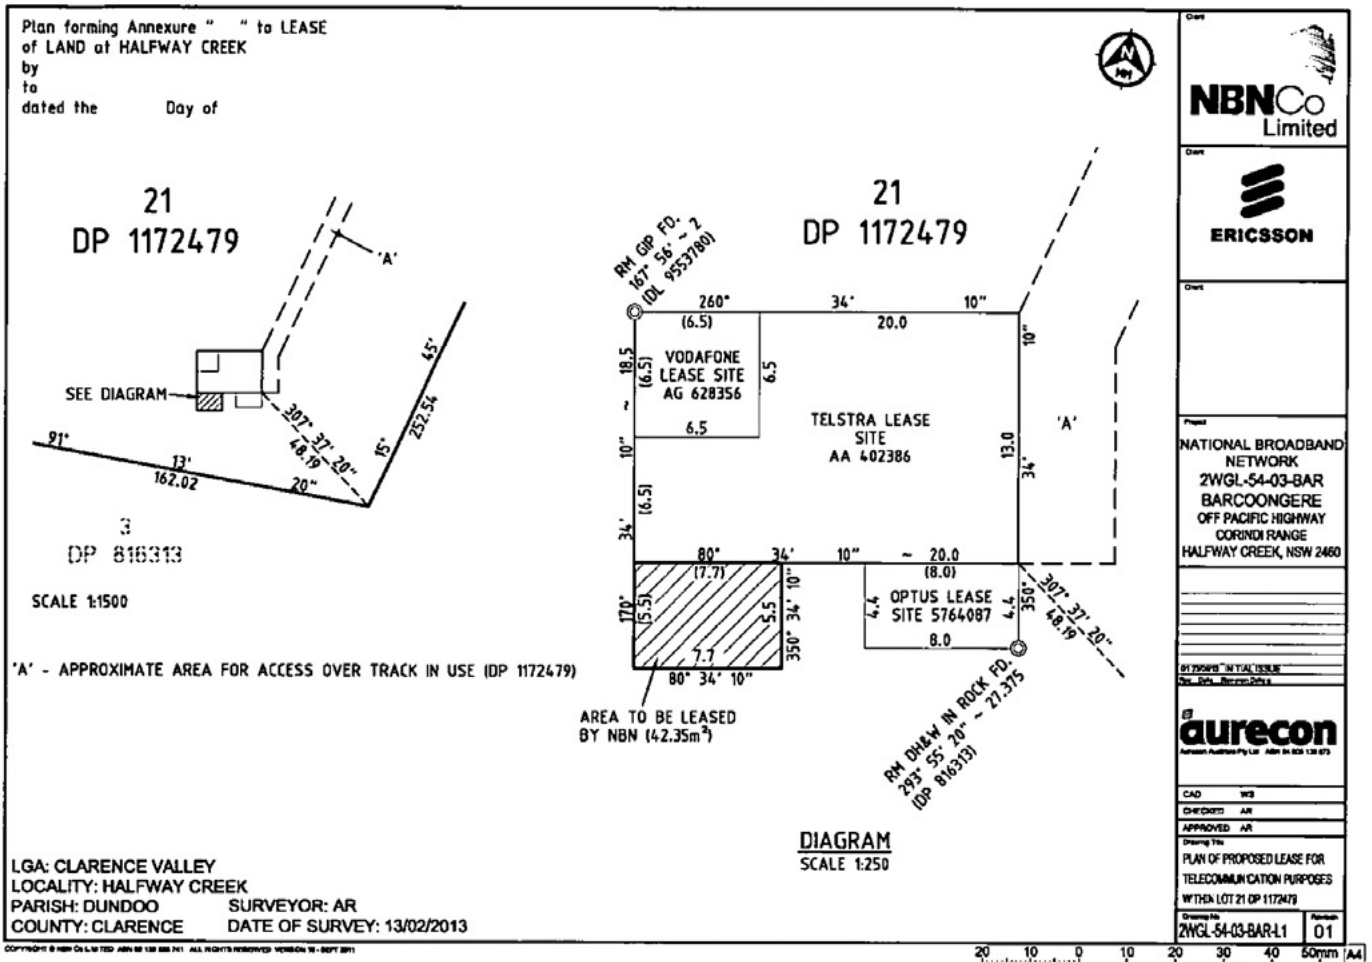 Plan forming Annexure " " to LEASE
of LAND at HALFWAY CREEK
by
to
dated the Day of
21
DP 1172479
'A'
SEE DIAGRAM
45'
252.54
15"
307° 37' 20"
48.19
91°
13'
162.02
20"
3
DP 816313
SCALE 1:1500
'A' - APPROXIMATE AREA FOR ACCESS OVER TRACK IN USE (DP 1172479)
N
21
DP 1172479
RM GIP FD.
167° 56' ~ 2
(DL 9553780)
260° 34' 10"
(6.5) 20.0
VODAFONE
LEASE SITE
AG 628356
6.5
6.5
(6.5)
18.5
~
10"
34'
(6.5)
170°
TELSTRA LEASE
SITE
AA 402386
10"
13.0
34'
350°
'A'
80° 34' 10" ~ 20.0
(7.7) (8.0)
(5.5)
5.5
350° 34' 10"
7.7
80° 34' 10"
OPTUS LEASE
SITE 5764087
4.4
4.4
8.0
307° 37' 20"
48.19
AREA TO BE LEASED
BY NBN (42.35m²)
RM DH&W IN ROCK FD.
293° 55' 20" ~ 27.375
(DP 816313)
DIAGRAM
SCALE 1:250
LGA: CLARENCE VALLEY
LOCALITY: HALFWAY CREEK
PARISH: DUNDOO SURVEYOR: AR
COUNTY: CLARENCE DATE OF SURVEY: 13/02/2013
Client
NBNCo
Limited
Client
ERICSSON
Client
Project
NATIONAL BROADBAND
NETWORK
2WGL-54-03-BAR
BARCOONGERE
OFF PACIFIC HIGHWAY
CORINDI RANGE
HALFWAY CREEK, NSW 2460
INITIAL ISSUE
aurecon
CAD WB
CHECKED AR
APPROVED AR
Drawing Title
PLAN OF PROPOSED LEASE FOR
TELECOMMUNICATION PURPOSES
WITHIN LOT 21 DP 1172479
Drawing No Revision
2WGL-54-03-BAR-L1 01
20 10 0 10 20 30 40 50mm A4